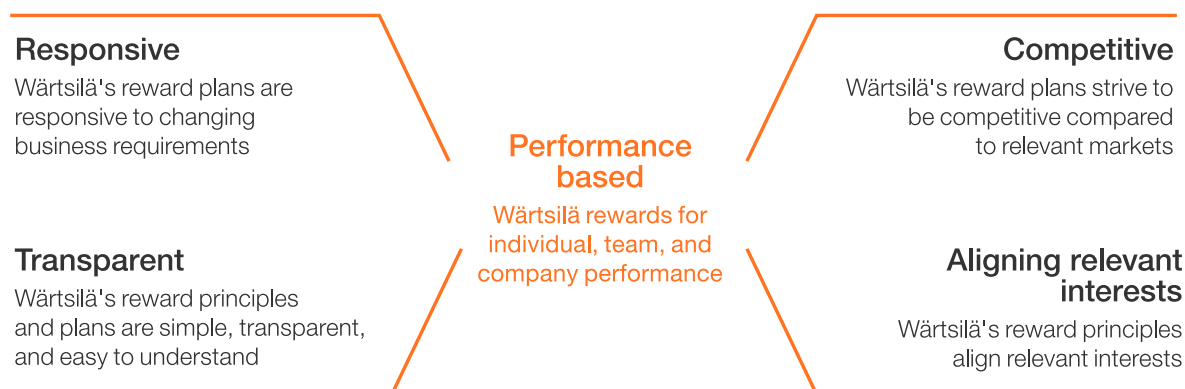 Responsive
Wärtsilä's reward plans are
responsive to changing
business requirements
Competitive
Wärtsilä's reward plans strive to
be competitive compared
to relevant markets
Performance
based
Wärtsilä rewards for
individual, team, and
company performance
Transparent
Wärtsilä's reward principles
and plans are simple, transparent,
and easy to understand
Aligning relevant
interests
Wärtsilä's reward principles
align relevant interests